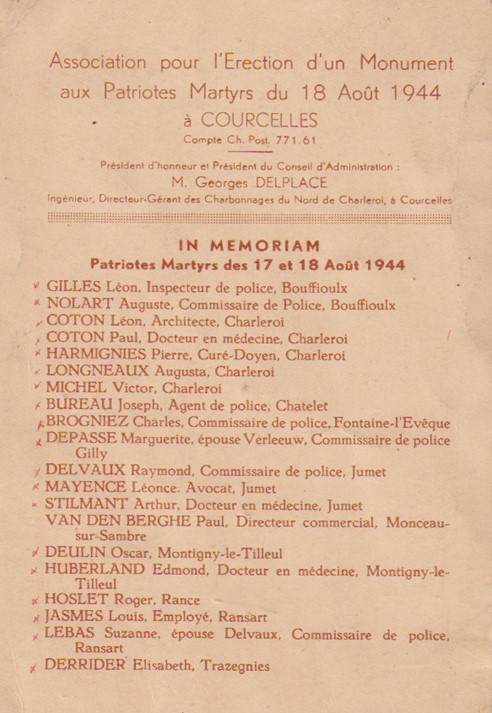 Association pour l'Erection d'un Monument
aux Patriotes Martyrs du 18 Août 1944
à COURCELLES
Compte Ch. Post. 771.61
Président d'honneur et Président du Conseil d'Administration :
M. Georges DELPLACE
Ingénieur, Directeur-Gérant des Charbonnages du Nord de Charleroi, à Courcelles
IN MEMORIAM
Patriotes Martyrs des 17 et 18 Août 1944
GILLES Léon, Inspecteur de police, Bouffioulx
NOLART Auguste, Commissaire de Police, Bouffioulx
COTON Léon, Architecte, Charleroi
COTON Paul, Docteur en médecine, Charleroi
HARMIGNIES Pierre, Curé-Doyen, Charleroi
LONGNEAUX Augusta, Charleroi
MICHEL Victor, Charleroi
BUREAU Joseph, Agent de police, Chatelet
BROGNIEZ Charles, Commissaire de police, Fontaine-l'Evêque
DEPASSE Marguerite, épouse Verleeuw, Commissaire de police
Gilly
DELVAUX Raymond, Commissaire de police, Jumet
MAYENCE Léonce. Avocat, Jumet
STILMANT Arthur, Docteur en médecine, Jumet
VAN DEN BERGHE Paul, Directeur commercial, Monceau-
sur-Sambre
DEULIN Oscar, Montigny-le-Tilleul
HUBERLAND Edmond, Docteur en médecine, Montigny-le-
Tilleul
HOSLET Roger, Rance
JASMES Louis, Employé, Ransart
LEBAS Suzanne, épouse Delvaux, Commissaire de police,
Ransart
DERRIDER Elisabeth, Trazegnies